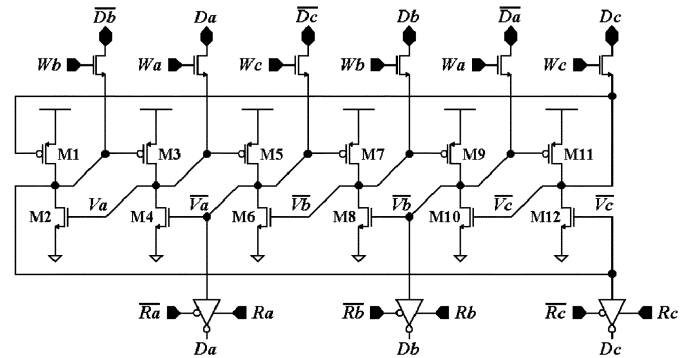 D̅b̅ Da D̅c̅ Db D̅a̅ Dc
Wb Wa Wc Wb Wa Wc
M1 M3 M5 M7 M9 M11
M2 Va M4 V̅a̅ M6 V̅b̅ M8 V̅b̅ M10 V̅c̅ M12 V̅c̅
R̅a̅ Ra R̅b̅ Rb R̅c̅ Rc
Da Db Dc